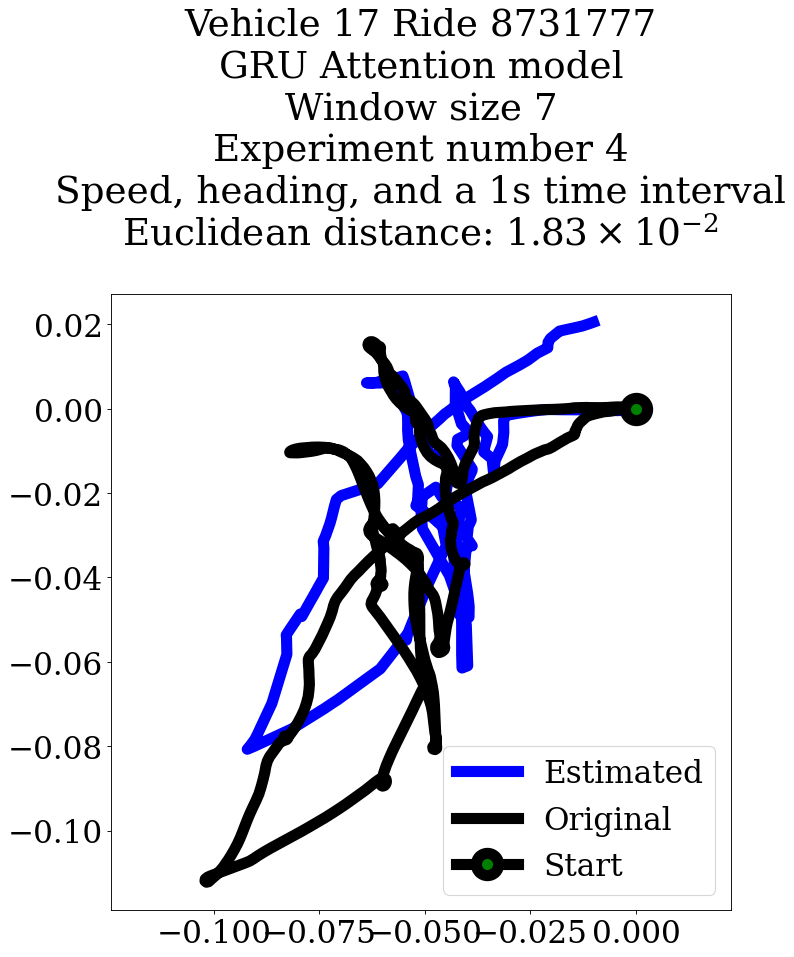 Vehicle 17 Ride 8731777
GRU Attention model
Window size 7
Experiment number 4
Speed, heading, and a 1s time interval
Euclidean distance: 1.83 × 10⁻²
0.02
0.00
−0.02
−0.04
−0.06
−0.08
−0.10
Estimated
Original
Start
−0.100 −0.075 −0.050 −0.025 0.000